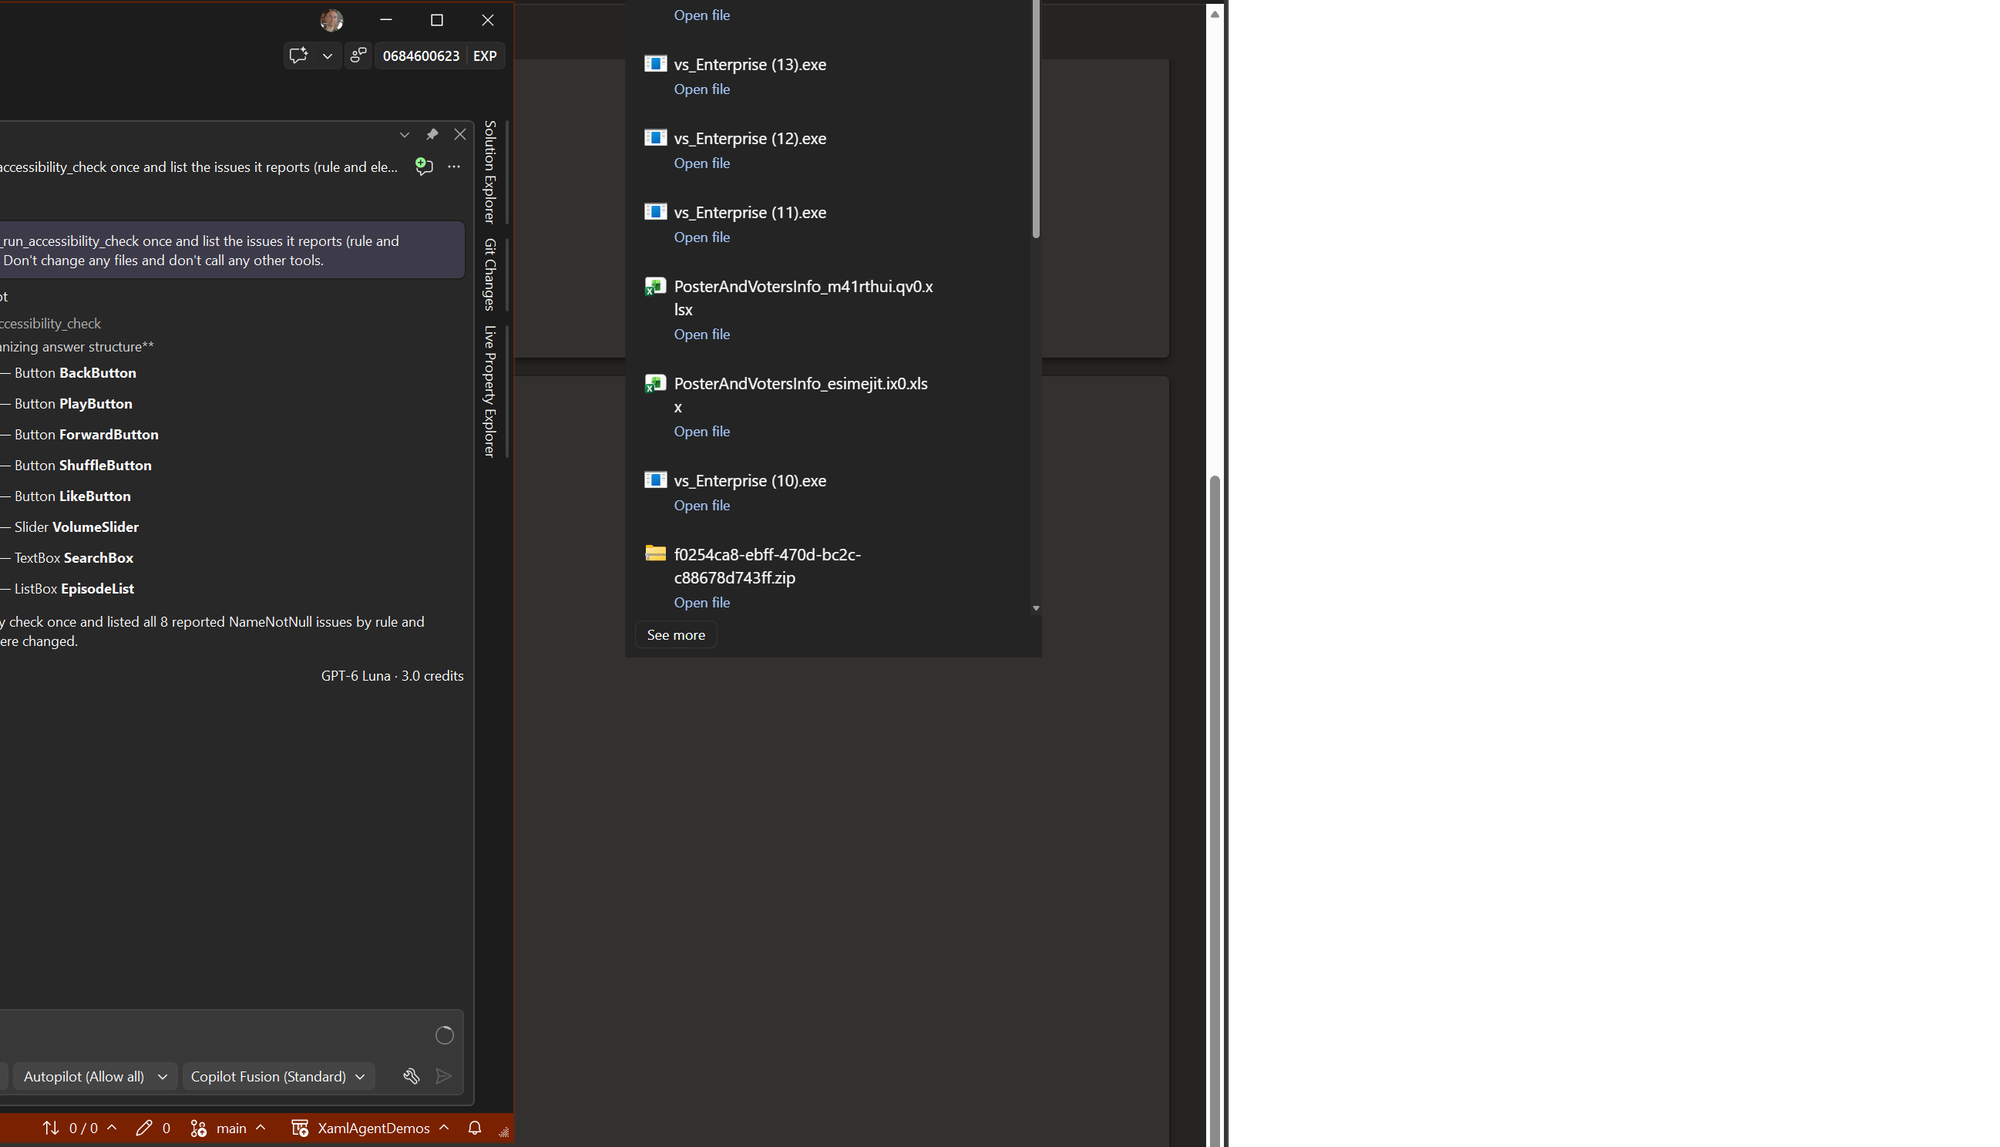 0684600623 EXP
accessibility_check once and list the issues it reports (rule and ele...
_run_accessibility_check once and list the issues it reports (rule and
Don't change any files and don't call any other tools.
ot
ccessibility_check
anizing answer structure**
— Button BackButton
— Button PlayButton
— Button ForwardButton
— Button ShuffleButton
— Button LikeButton
— Slider VolumeSlider
— TextBox SearchBox
— ListBox EpisodeList
y check once and listed all 8 reported NameNotNull issues by rule and
ere changed.
GPT-6 Luna · 3.0 credits
Autopilot (Allow all)
Copilot Fusion (Standard)
0 / 0
0
main
XamlAgentDemos
Solution Explorer
Git Changes
Live Property Explorer
Open file
vs_Enterprise (13).exe
Open file
vs_Enterprise (12).exe
Open file
vs_Enterprise (11).exe
Open file
PosterAndVotersInfo_m41rthui.qv0.x
lsx
Open file
PosterAndVotersInfo_esimejit.ix0.xls
x
Open file
vs_Enterprise (10).exe
Open file
f0254ca8-ebff-470d-bc2c-
c88678d743ff.zip
Open file
See more